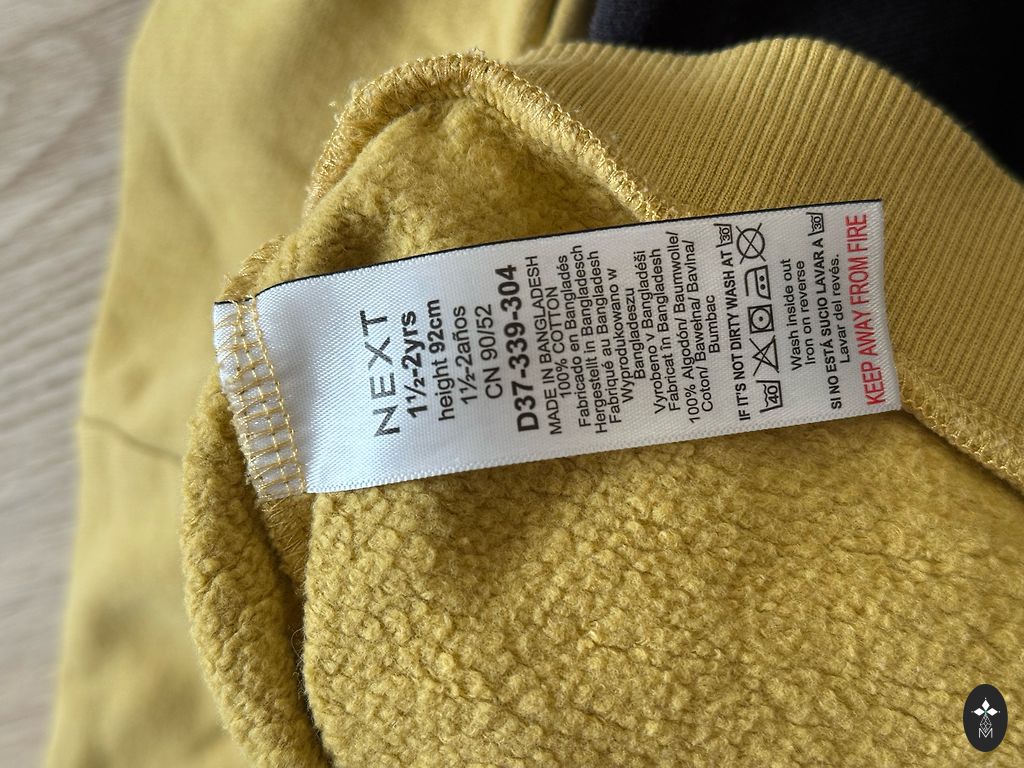 NEXT
1½-2yrs
height 92cm
1½-2años
CN 90/52
D37-339-304
MADE IN BANGLADESH
100% COTTON
Fabricado en Bangladés
Hergestellt in Bangladesch
Fabriqué au Bangladesh
Wyprodukowano w
Bangladeszu
Vyrobeno v Bangladéši
Fabricat în Bangladesh
100% Algodón/ Baumwolle/
Coton/ Bawełna/ Bavlna/
Bumbac
IF IT'S NOT DIRTY WASH AT 30
40
Wash inside out
Iron on reverse
SI NO ESTÁ SUCIO LAVAR A 30
Lavar del revés.
KEEP AWAY FROM FIRE
M